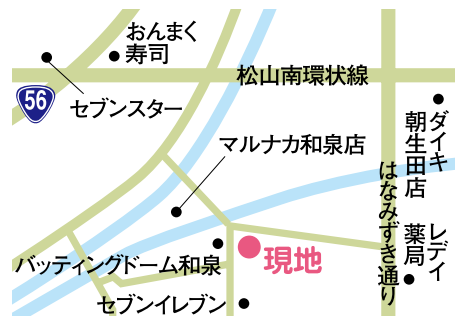 おんまく
寿司
松山南環状線
56
セブンスター
ダイキ
朝生田店
マルナカ和泉店
はなみずき通り
レデイ
薬局
現地
バッティングドーム和泉
セブンイレブン